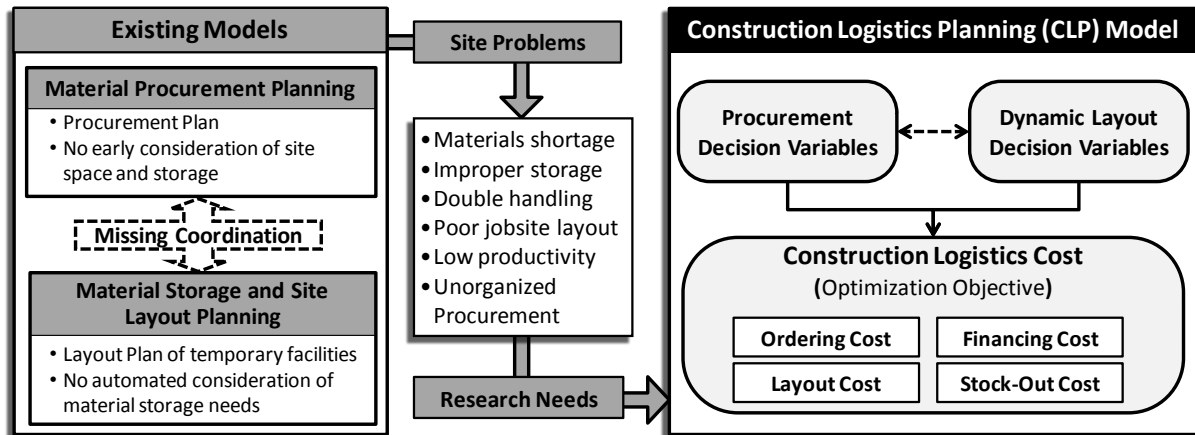 Existing Models
Material Procurement Planning
• Procurement Plan
• No early consideration of site
space and storage
Missing Coordination
Material Storage and Site
Layout Planning
• Layout Plan of temporary facilities
• No automated consideration of
material storage needs
Site Problems
• Materials shortage
• Improper storage
• Double handling
• Poor jobsite layout
• Low productivity
• Unorganized
Procurement
Research Needs
Construction Logistics Planning (CLP) Model
Procurement
Decision Variables
Dynamic Layout
Decision Variables
Construction Logistics Cost
(Optimization Objective)
Ordering Cost
Financing Cost
Layout Cost
Stock-Out Cost